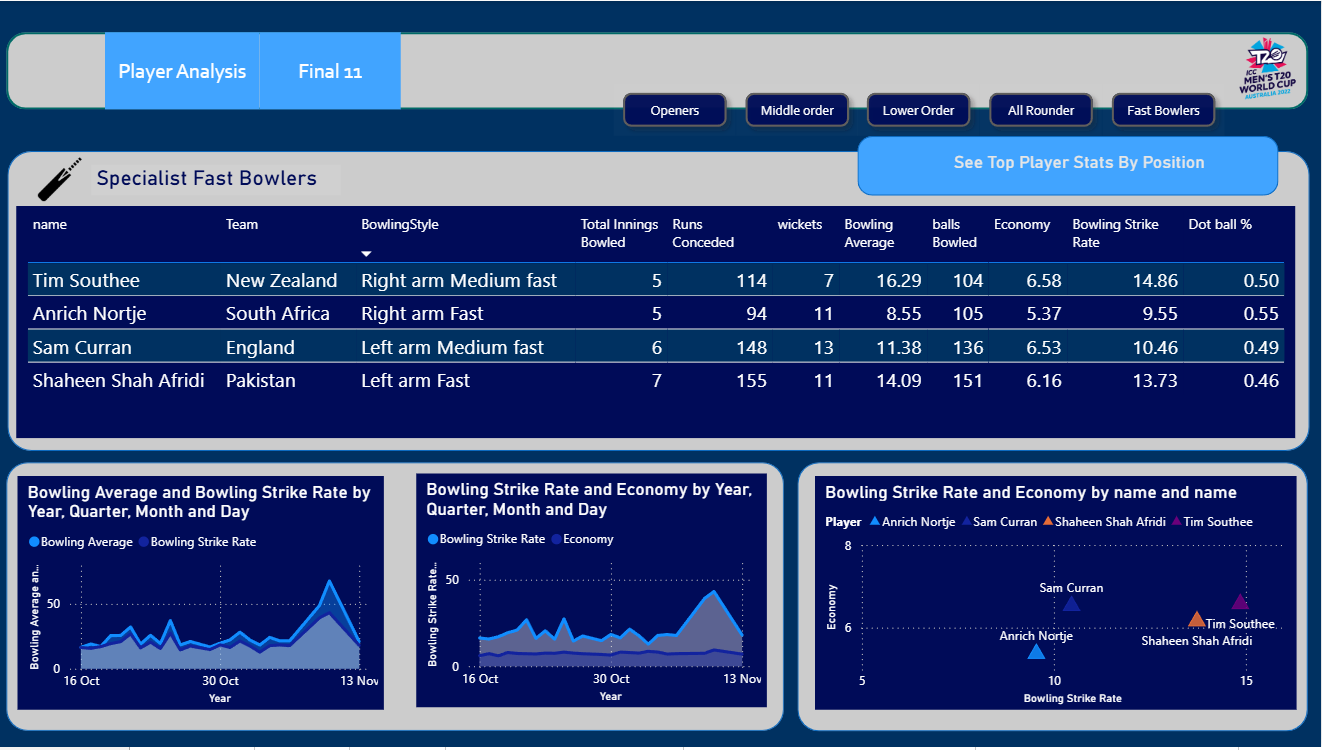 Player Analysis
Final 11
T20
ICC
MEN'S T20
WORLD CUP
AUSTRALIA 2022
Openers
Middle order
Lower Order
All Rounder
Fast Bowlers
Specialist Fast Bowlers
See Top Player Stats By Position
name Team BowlingStyle Total Innings Bowled Runs Conceded wickets Bowling Average balls Bowled Economy Bowling Strike Rate Dot ball %
Tim Southee New Zealand Right arm Medium fast 5 114 7 16.29 104 6.58 14.86 0.50
Anrich Nortje South Africa Right arm Fast 5 94 11 8.55 105 5.37 9.55 0.55
Sam Curran England Left arm Medium fast 6 148 13 11.38 136 6.53 10.46 0.49
Shaheen Shah Afridi Pakistan Left arm Fast 7 155 11 14.09 151 6.16 13.73 0.46
Bowling Average and Bowling Strike Rate by
Year, Quarter, Month and Day
Bowling Average Bowling Strike Rate
Bowling Average an...
50
0
16 Oct 30 Oct 13 Nov
Year
Bowling Strike Rate and Economy by Year,
Quarter, Month and Day
Bowling Strike Rate Economy
Bowling Strike Rate...
50
0
16 Oct 30 Oct 13 Nov
Year
Bowling Strike Rate and Economy by name and name
Player Anrich Nortje Sam Curran Shaheen Shah Afridi Tim Southee
Economy
8
6
Sam Curran
Tim Southee
Anrich Nortje
Shaheen Shah Afridi
5 10 15
Bowling Strike Rate